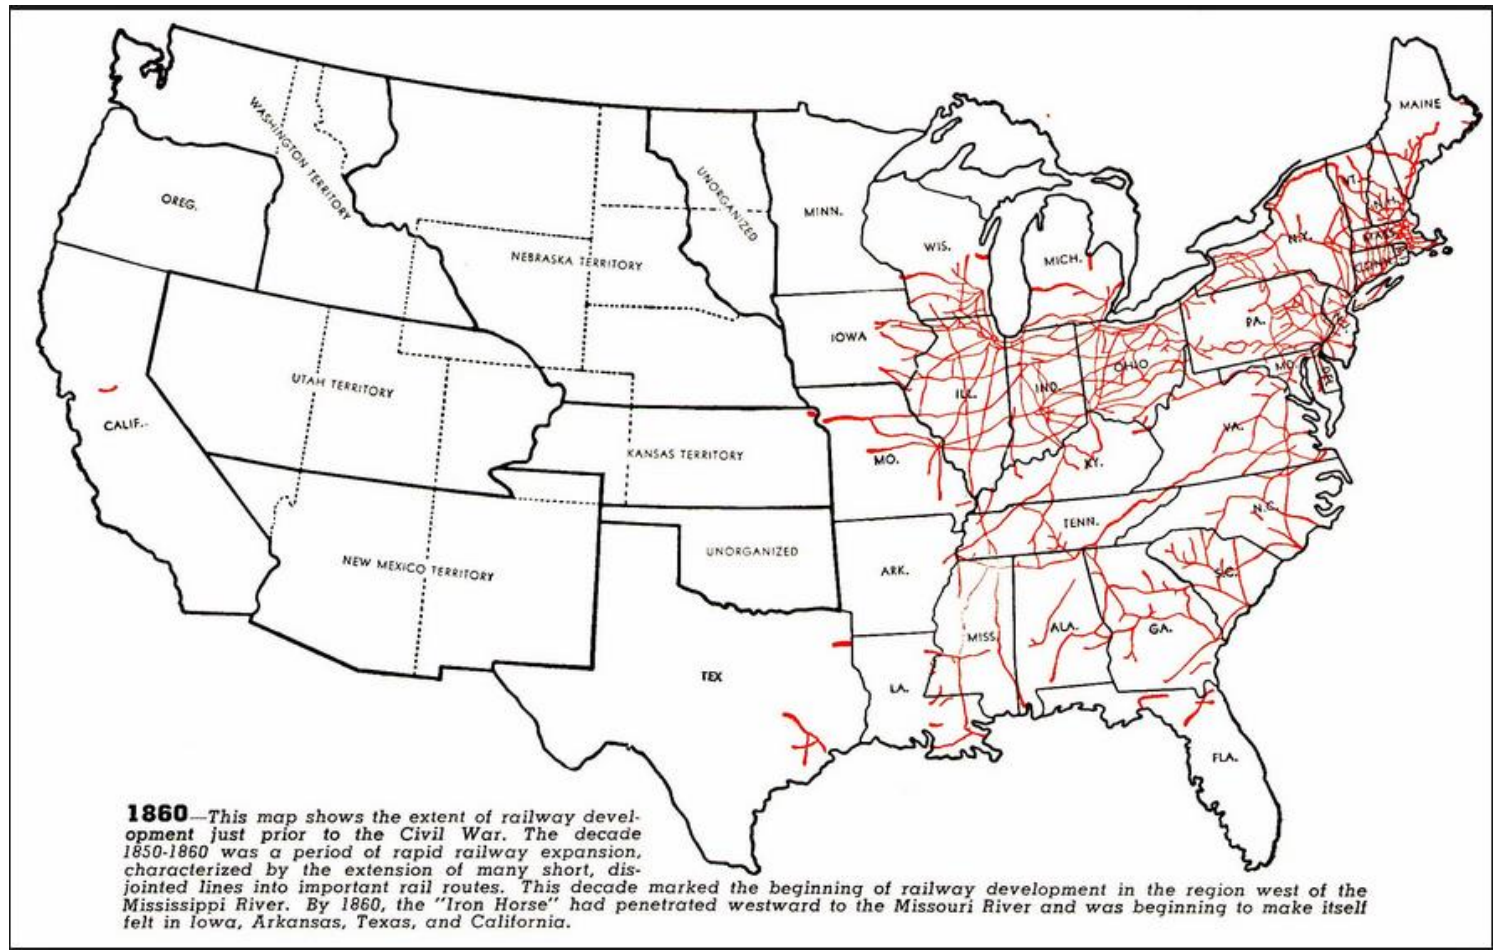 MAINE
WASHINGTON TERRITORY
UNORGANIZED
VT.
OREG.
MINN.
N.H.
N.Y.
MASS.
WIS.
MICH.
NEBRASKA TERRITORY
CONN.
PA.
IOWA
OHIO
MD.
DEL.
UTAH TERRITORY
ILL.
IND.
CALIF.
VA.
KANSAS TERRITORY
MO.
KY.
N.C.
TENN.
UNORGANIZED
NEW MEXICO TERRITORY
ARK.
S.C.
MISS.
ALA.
GA.
TEX
LA.
FLA.
1860—This map shows the extent of railway devel-
opment just prior to the Civil War. The decade
1850-1860 was a period of rapid railway expansion,
characterized by the extension of many short, dis-
jointed lines into important rail routes. This decade marked the beginning of railway development in the region west of the
Mississippi River. By 1860, the "Iron Horse" had penetrated westward to the Missouri River and was beginning to make itself
felt in Iowa, Arkansas, Texas, and California.